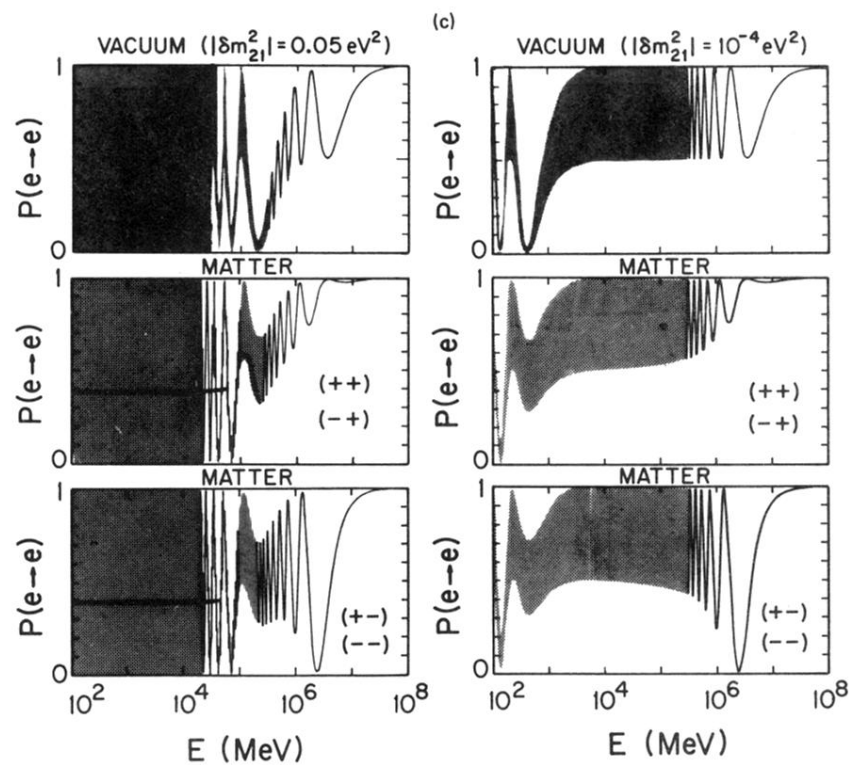 (c)
VACUUM (|δm²₂₁| = 0.05 eV²)
VACUUM (|δm²₂₁| = 10⁻⁴ eV²)
1
P(e→e)
0
1
P(e→e)
0
MATTER
MATTER
1
P(e→e)
0
(++)
(-+)
1
P(e→e)
0
(++)
(-+)
MATTER
MATTER
1
P(e→e)
0
(+-)
(--)
1
P(e→e)
0
(+-)
(--)
10² 10⁴ 10⁶ 10⁸
10² 10⁴ 10⁶ 10⁸
E (MeV)
E (MeV)